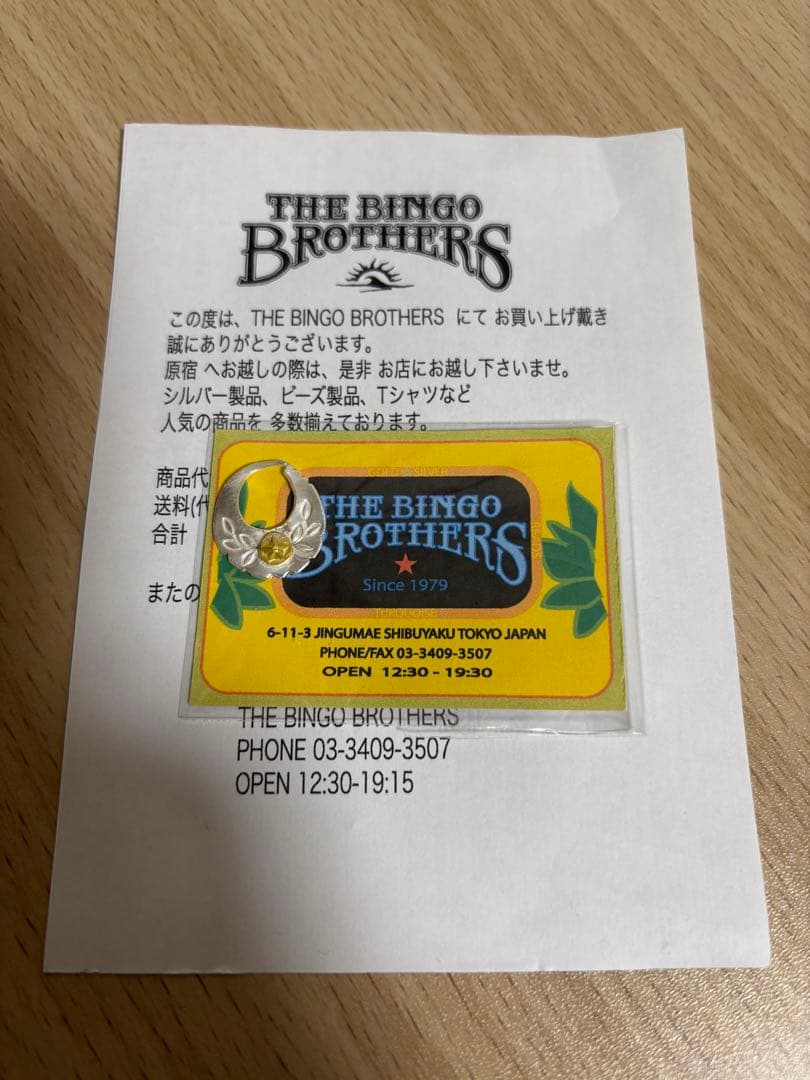 THE BINGO
BROTHERS
この度は、THE BINGO BROTHERS にて お買い上げ戴き
誠にありがとうございます。
原宿 へお越しの際は、是非 お店にお越し下さいませ。
シルバー製品、ビーズ製品、Tシャツなど
人気の商品を 多数揃えております。
商品代
送料(代
合計
またの
GOLD SILVER
THE BINGO
BROTHERS
Since 1979
6-11-3 JINGUMAE SHIBUYAKU TOKYO JAPAN
PHONE/FAX 03-3409-3507
OPEN 12:30 - 19:30
THE BINGO BROTHERS
PHONE 03-3409-3507
OPEN 12:30-19:15